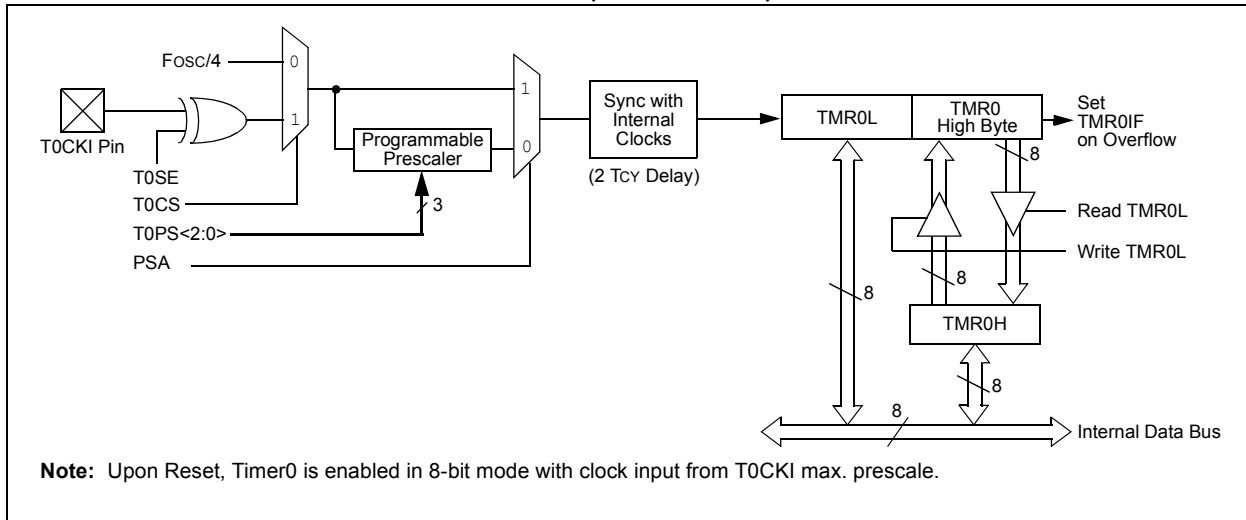 FOSC/4
0
1
T0CKI Pin
T0SE
T0CS
T0PS<2:0>
PSA
Programmable
Prescaler
3
1
0
Sync with
Internal
Clocks
(2 TCY Delay)
TMR0L
TMR0
High Byte
Set
TMR0IF
on Overflow
8
Read TMR0L
Write TMR0L
8
8
TMR0H
8
8
Internal Data Bus
Note: Upon Reset, Timer0 is enabled in 8-bit mode with clock input from T0CKI max. prescale.